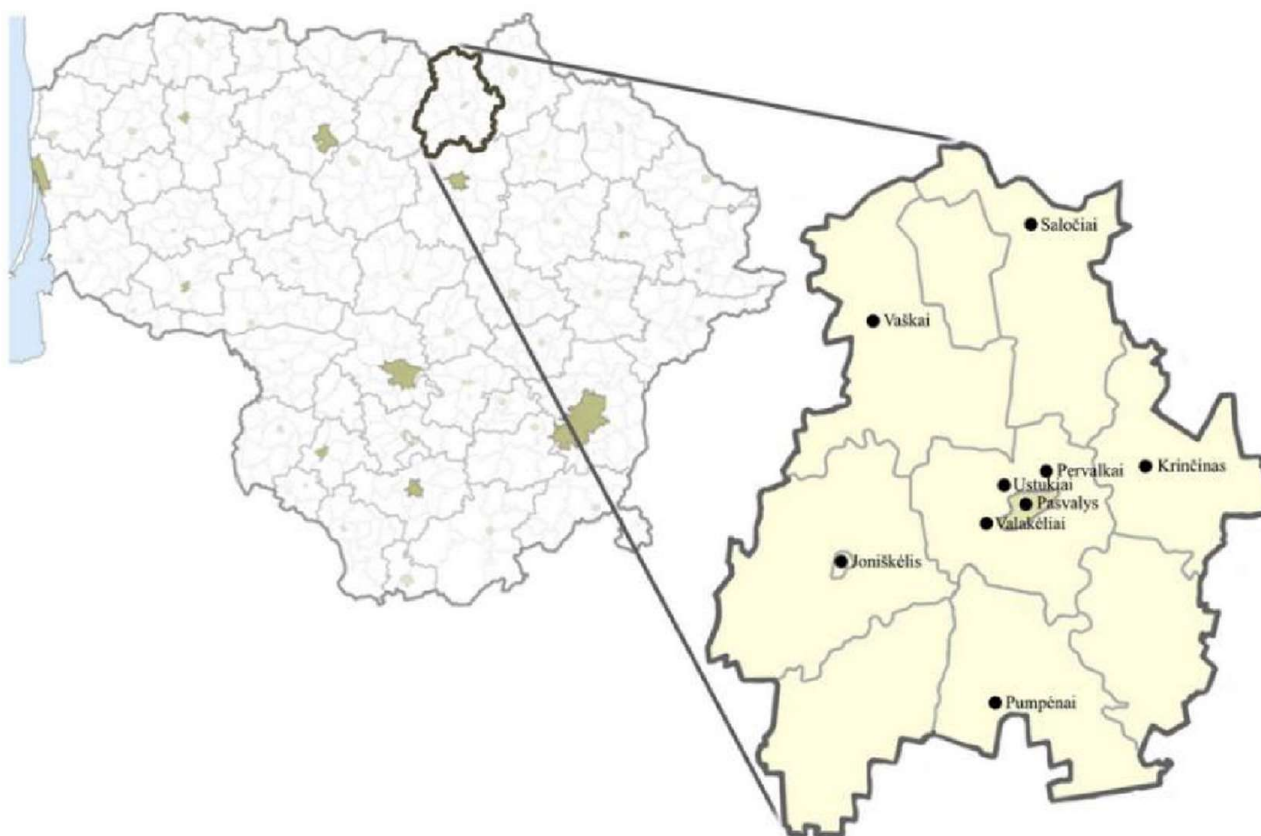 Saločiai
Vaškai
Pervalkai
Krinčinas
Ustukiai
Pasvalys
Valakėliai
Joniškėlis
Pumpėnai